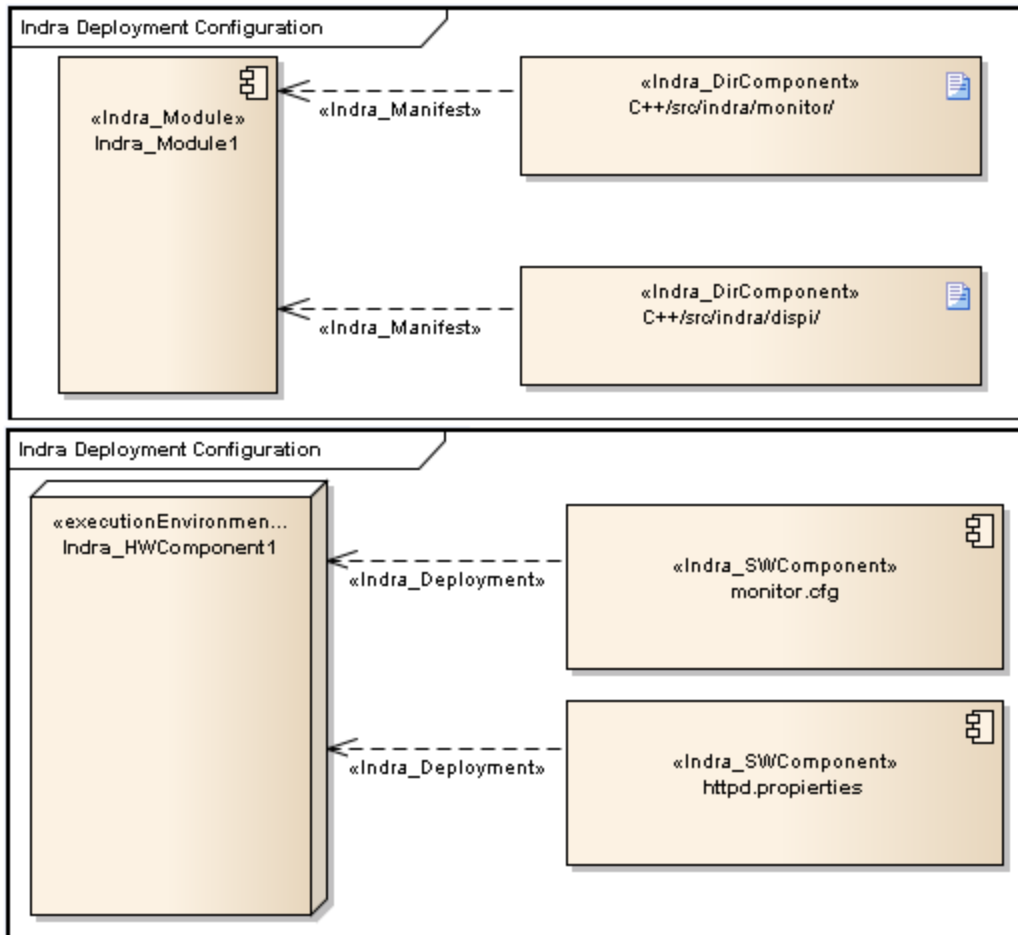 Indra Deployment Configuration
«Indra_Module»
Indra_Module1
«Indra_Manifest»
«Indra_DirComponent»
C++/src/indra/monitor/
«Indra_Manifest»
«Indra_DirComponent»
C++/src/indra/dispi/
Indra Deployment Configuration
«executionEnvironmen...
Indra_HWComponent1
«Indra_Deployment»
«Indra_SWComponent»
monitor.cfg
«Indra_Deployment»
«Indra_SWComponent»
httpd.propierties